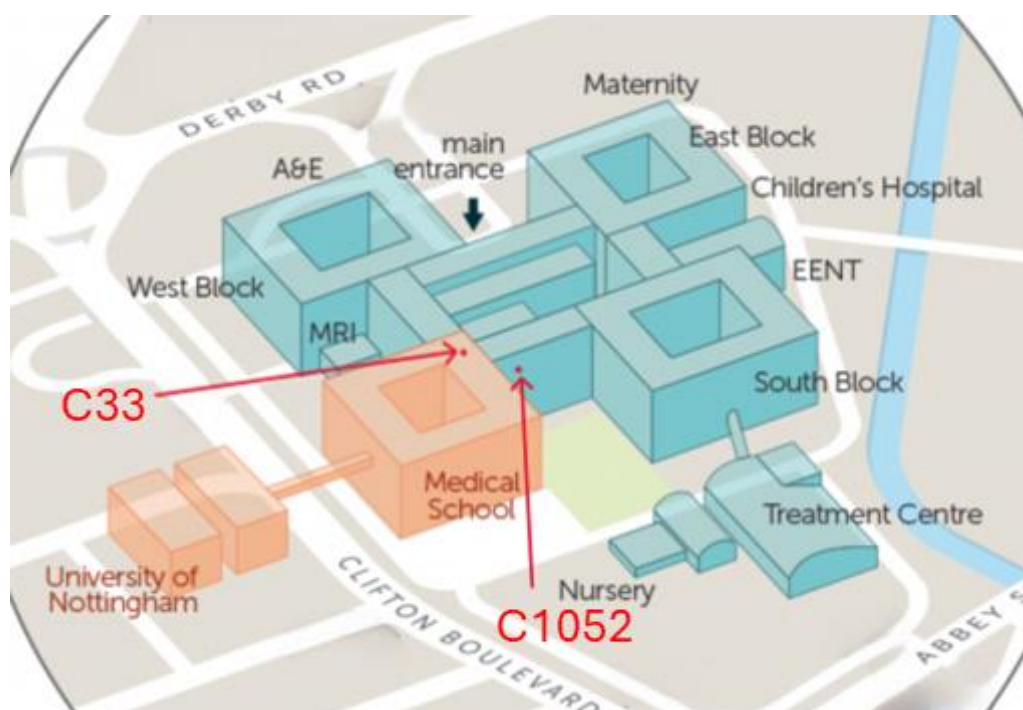 DERBY RD
Maternity
main
entrance
East Block
A&E
Children's Hospital
West Block
EENT
MRI
C33
South Block
Medical
School
Treatment Centre
University of
Nottingham
Nursery
C1052
CLIFTON BOULEVARD
ABBEY S